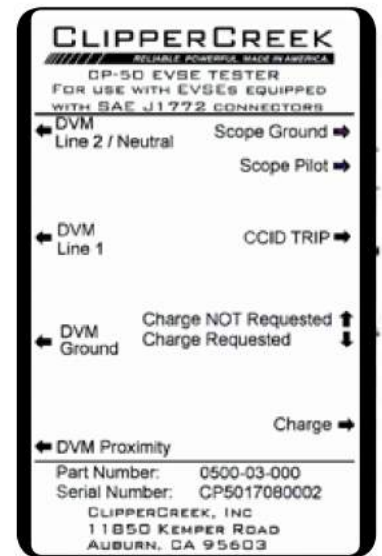 CLIPPERCREEK
RELIABLE. POWERFUL. MADE IN AMERICA.
CP-50 EVSE TESTER
FOR USE WITH EVSES EQUIPPED
WITH SAE J1772 CONNECTORS
DVM
Line 2 / Neutral
Scope Ground
Scope Pilot
DVM
Line 1
CCID TRIP
Charge NOT Requested
Charge Requested
DVM
Ground
Charge
DVM Proximity
Part Number: 0500-03-000
Serial Number: CP5017080002
CLIPPERCREEK, INC
11850 KEMPER ROAD
AUBURN, CA 95603